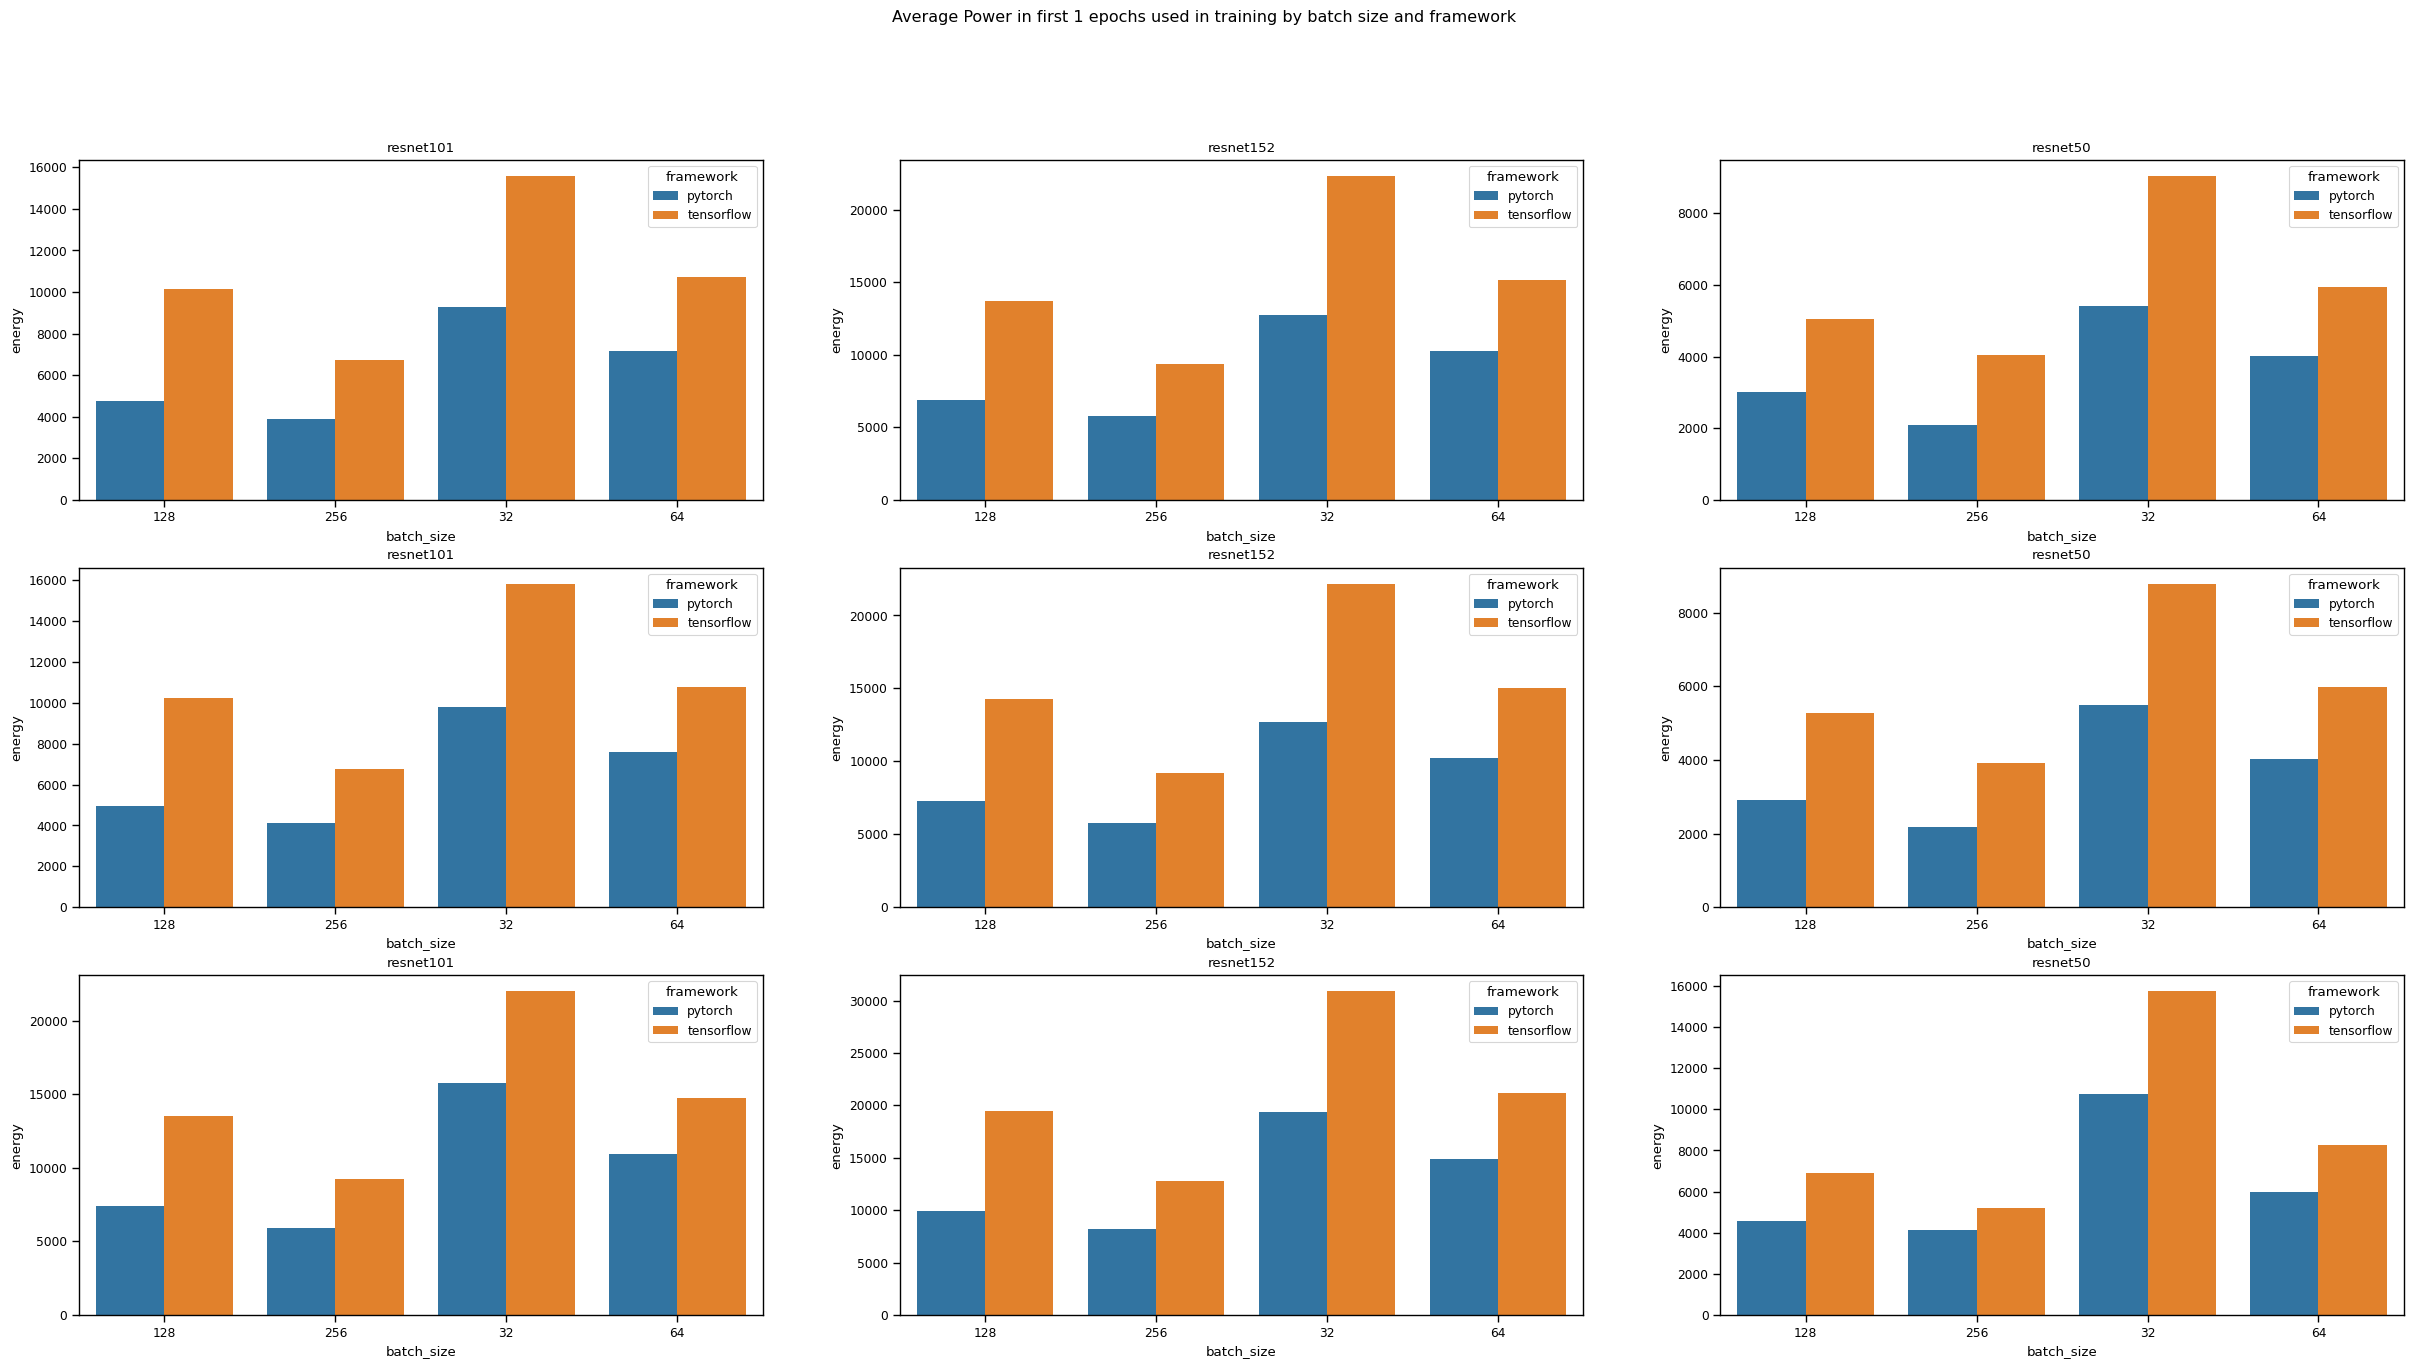 Average Power in first 1 epochs used in training by batch size and framework
resnet101
16000
14000
12000
10000
8000
6000
4000
2000
0
energy
framework
pytorch
tensorflow
128 256 32 64
batch_size
resnet152
20000
15000
10000
5000
0
energy
framework
pytorch
tensorflow
128 256 32 64
batch_size
resnet50
8000
6000
4000
2000
0
energy
framework
pytorch
tensorflow
128 256 32 64
batch_size
resnet101
16000
14000
12000
10000
8000
6000
4000
2000
0
energy
framework
pytorch
tensorflow
128 256 32 64
batch_size
resnet152
20000
15000
10000
5000
0
energy
framework
pytorch
tensorflow
128 256 32 64
batch_size
resnet50
8000
6000
4000
2000
0
energy
framework
pytorch
tensorflow
128 256 32 64
batch_size
resnet101
20000
15000
10000
5000
0
energy
framework
pytorch
tensorflow
128 256 32 64
batch_size
resnet152
30000
25000
20000
15000
10000
5000
0
energy
framework
pytorch
tensorflow
128 256 32 64
batch_size
resnet50
16000
14000
12000
10000
8000
6000
4000
2000
0
energy
framework
pytorch
tensorflow
128 256 32 64
batch_size